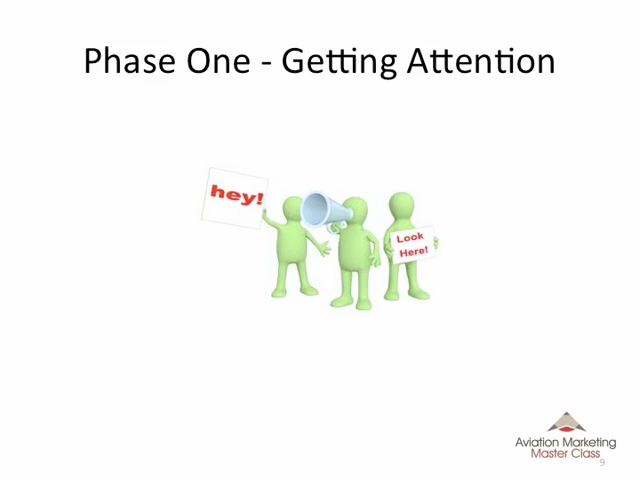 Phase One - Getting Attention
hey!
Look
Here!
Aviation Marketing
Master Class
9